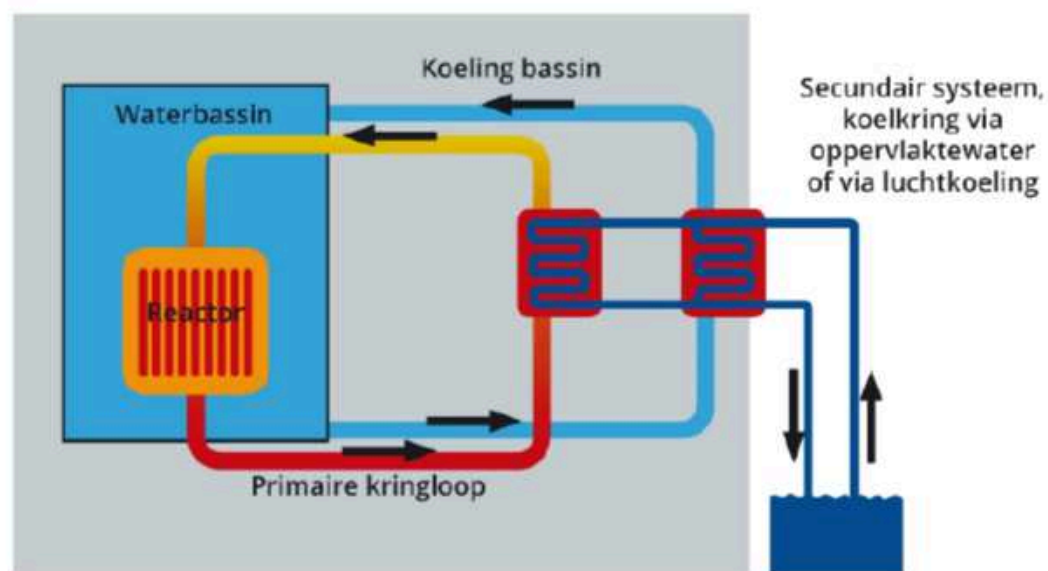 Koeling bassin
Waterbassin
Secundair systeem,
koelkring via
oppervlaktewater
of via luchtkoeling
Reactor
Primaire kringloop